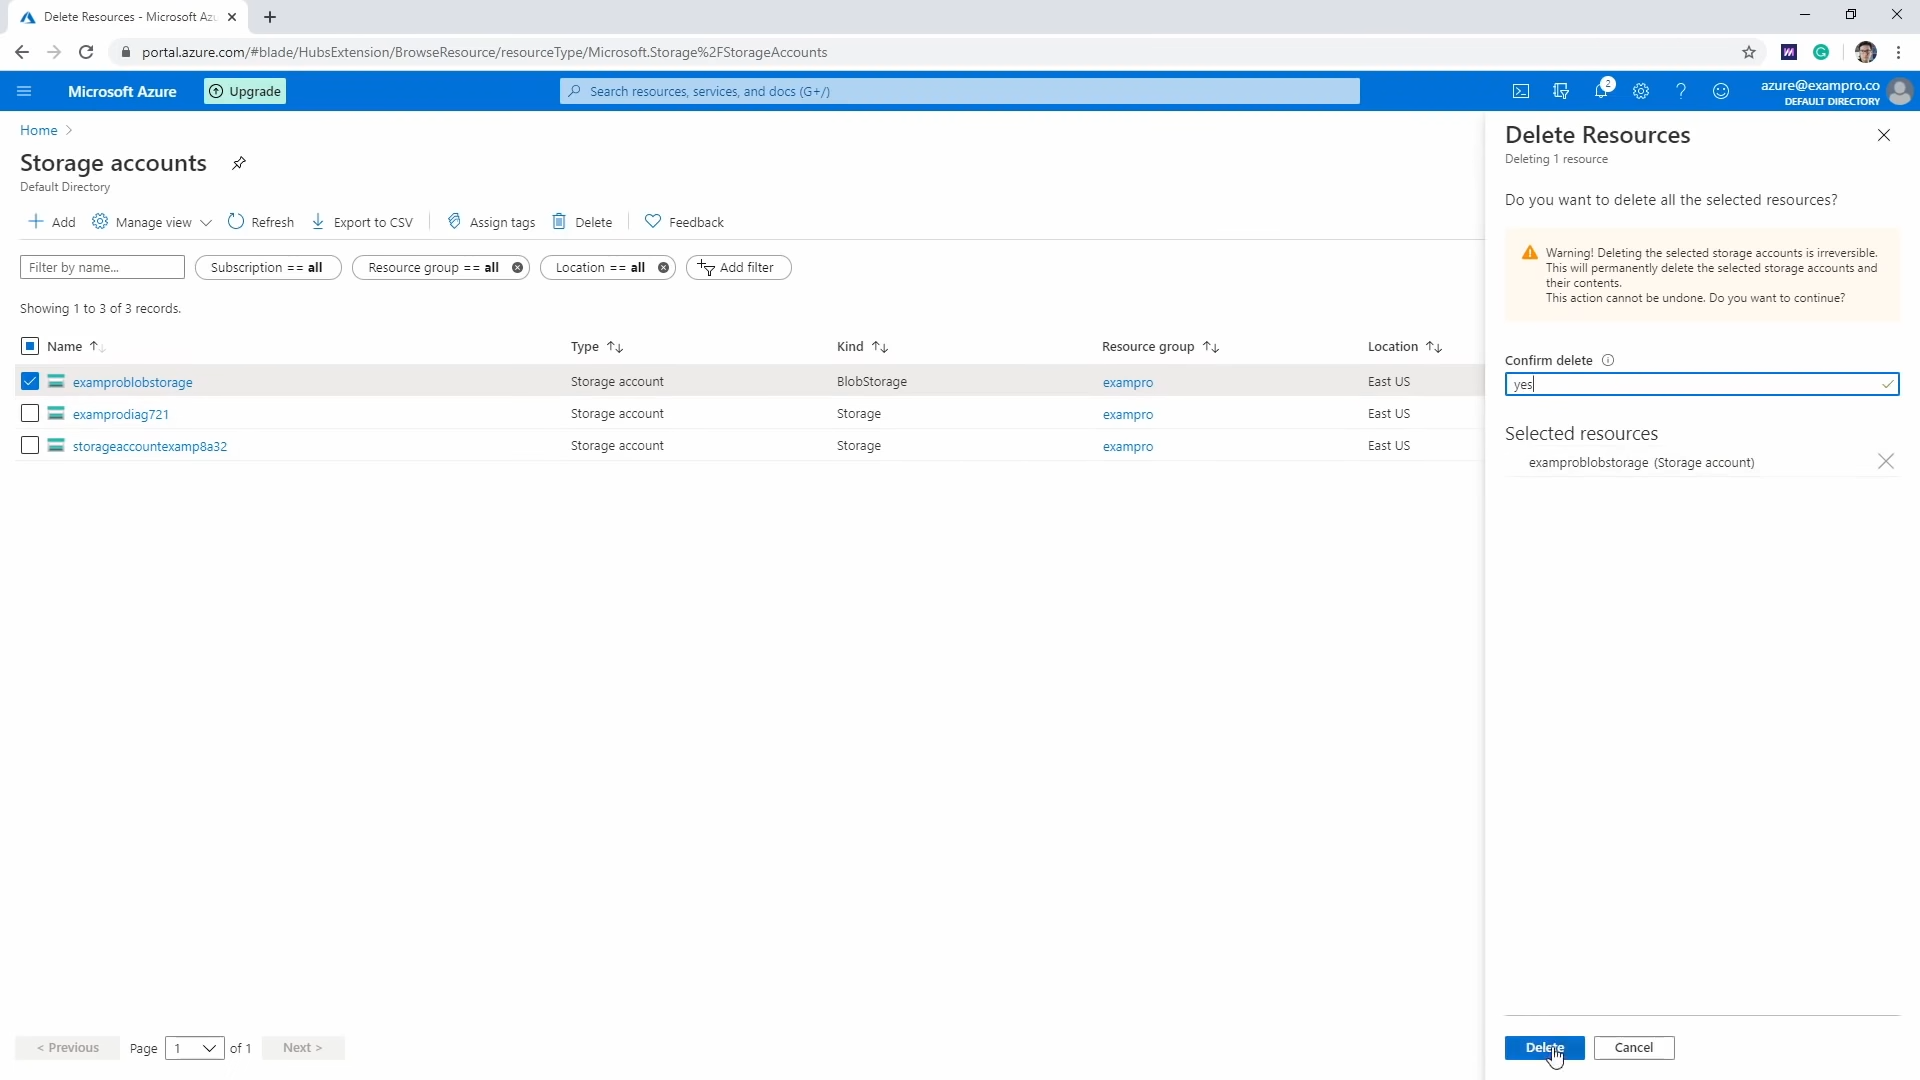 Delete Resources - Microsoft Az
portal.azure.com/#blade/HubsExtension/BrowseResource/resourceType/Microsoft.Storage%2FStorageAccounts
Microsoft Azure
Upgrade
Search resources, services, and docs (G+/)
2
azure@exampro.co
DEFAULT DIRECTORY
Home
Storage accounts
Default Directory
Add
Manage view
Refresh
Export to CSV
Assign tags
Delete
Feedback
Filter by name...
Subscription == all
Resource group == all
Location == all
Add filter
Showing 1 to 3 of 3 records.
Name Type Kind Resource group Location
examproblobstorage Storage account BlobStorage exampro East US
examprodiag721 Storage account Storage exampro East US
storageaccountexamp8a32 Storage account Storage exampro East US
< Previous Page 1 of 1 Next >
Delete Resources
Deleting 1 resource
Do you want to delete all the selected resources?
Warning! Deleting the selected storage accounts is irreversible.
This will permanently delete the selected storage accounts and
their contents.
This action cannot be undone. Do you want to continue?
Confirm delete
yes
Selected resources
examproblobstorage (Storage account)
Delete
Cancel